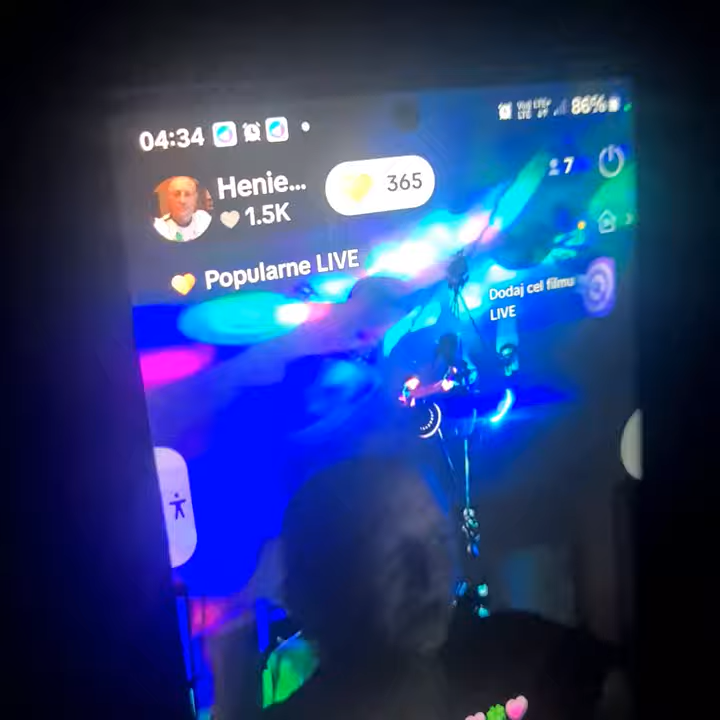 04:34
86%
Henie...
1.5K
365
7
Popularne LIVE
Dodaj cel filmu
LIVE